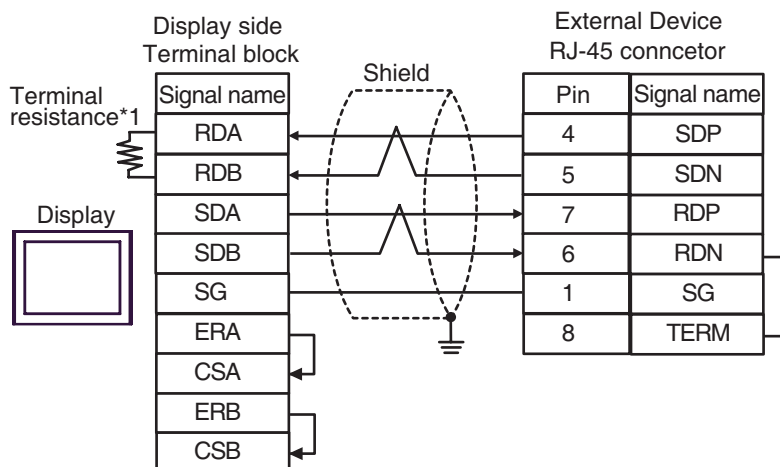 Display side
Terminal block
External Device
RJ-45 conncetor
Shield
Terminal
resistance*1
Display
Signal name
RDA
RDB
SDA
SDB
SG
ERA
CSA
ERB
CSB
Pin Signal name
4 SDP
5 SDN
7 RDP
6 RDN
1 SG
8 TERM